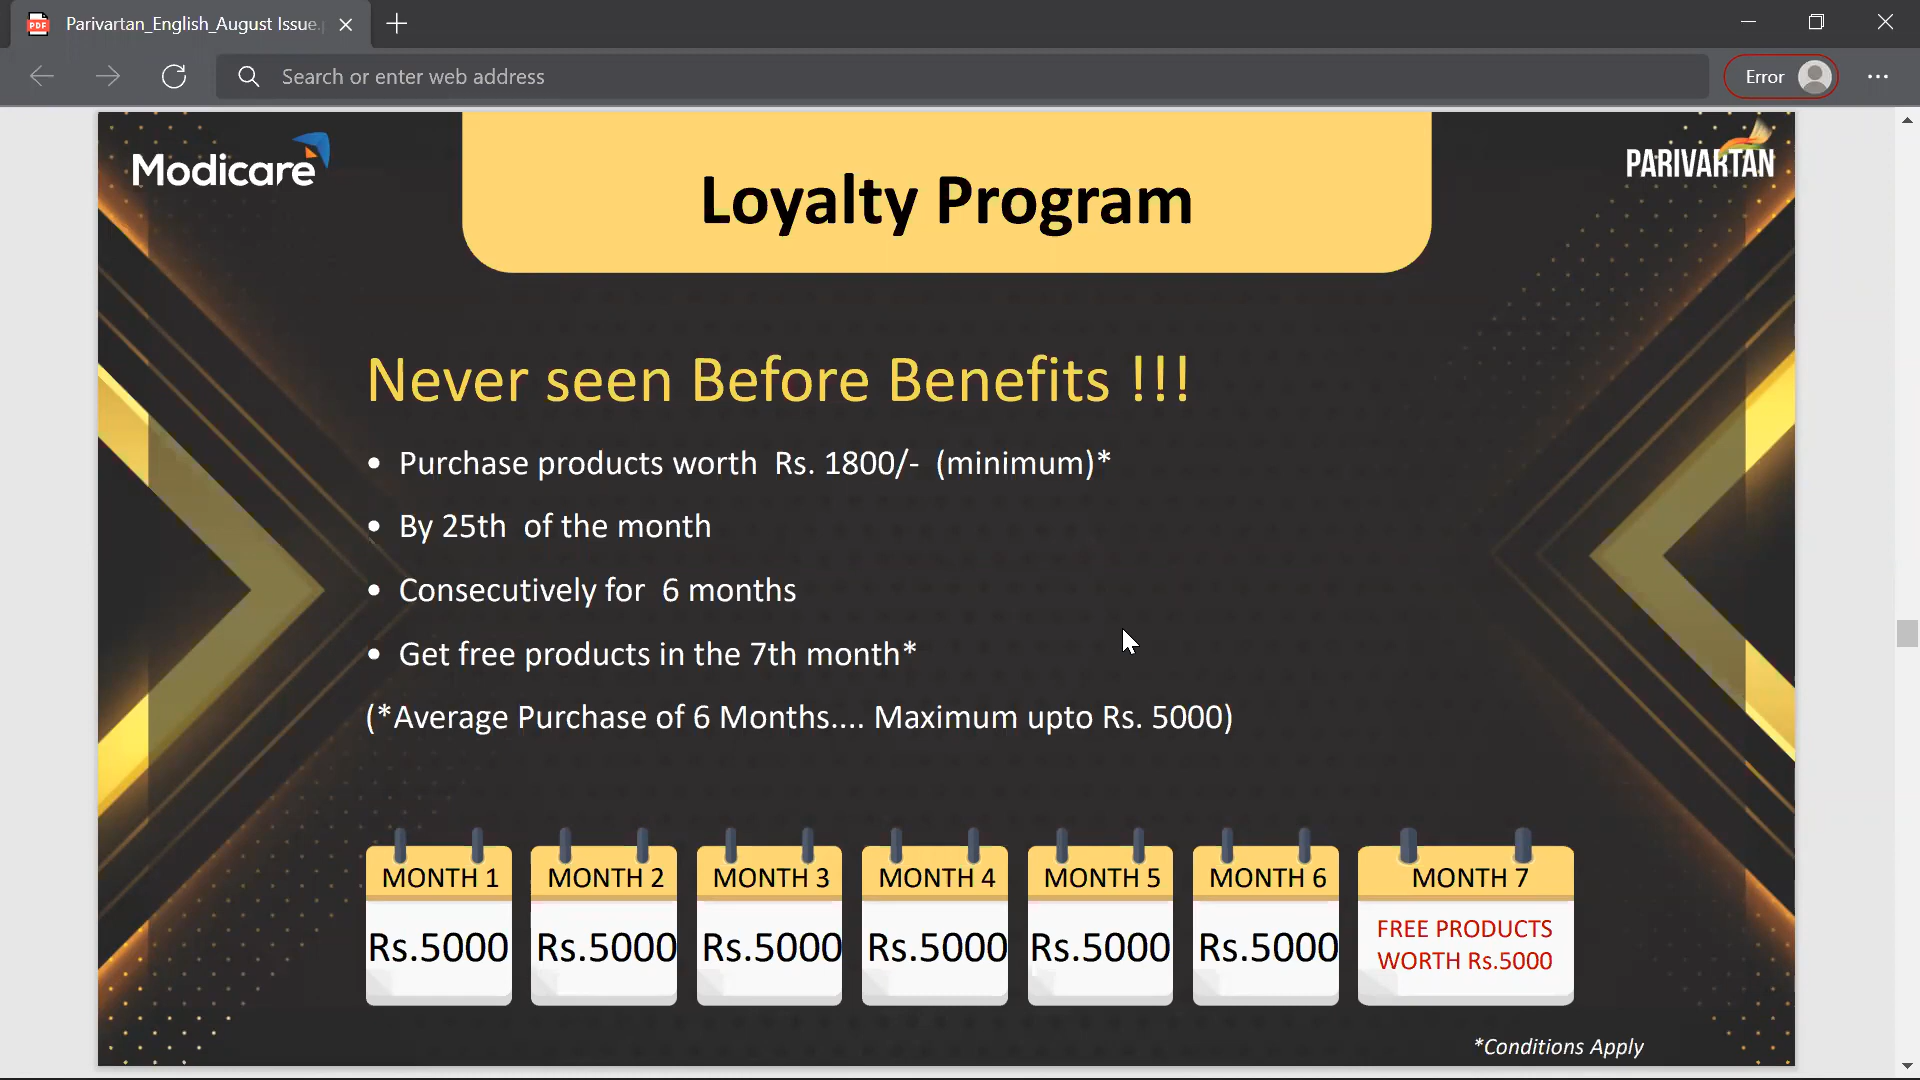 Parivartan_English_August Issue.
Search or enter web address
Error
Modicare
Loyalty Program
PARIVARTAN
Never seen Before Benefits !!!
• Purchase products worth Rs. 1800/- (minimum)*
• By 25th of the month
• Consecutively for 6 months
• Get free products in the 7th month*
(*Average Purchase of 6 Months.... Maximum upto Rs. 5000)
MONTH 1 MONTH 2 MONTH 3 MONTH 4 MONTH 5 MONTH 6 MONTH 7
Rs.5000 Rs.5000 Rs.5000 Rs.5000 Rs.5000 Rs.5000 FREE PRODUCTS
WORTH Rs.5000
*Conditions Apply